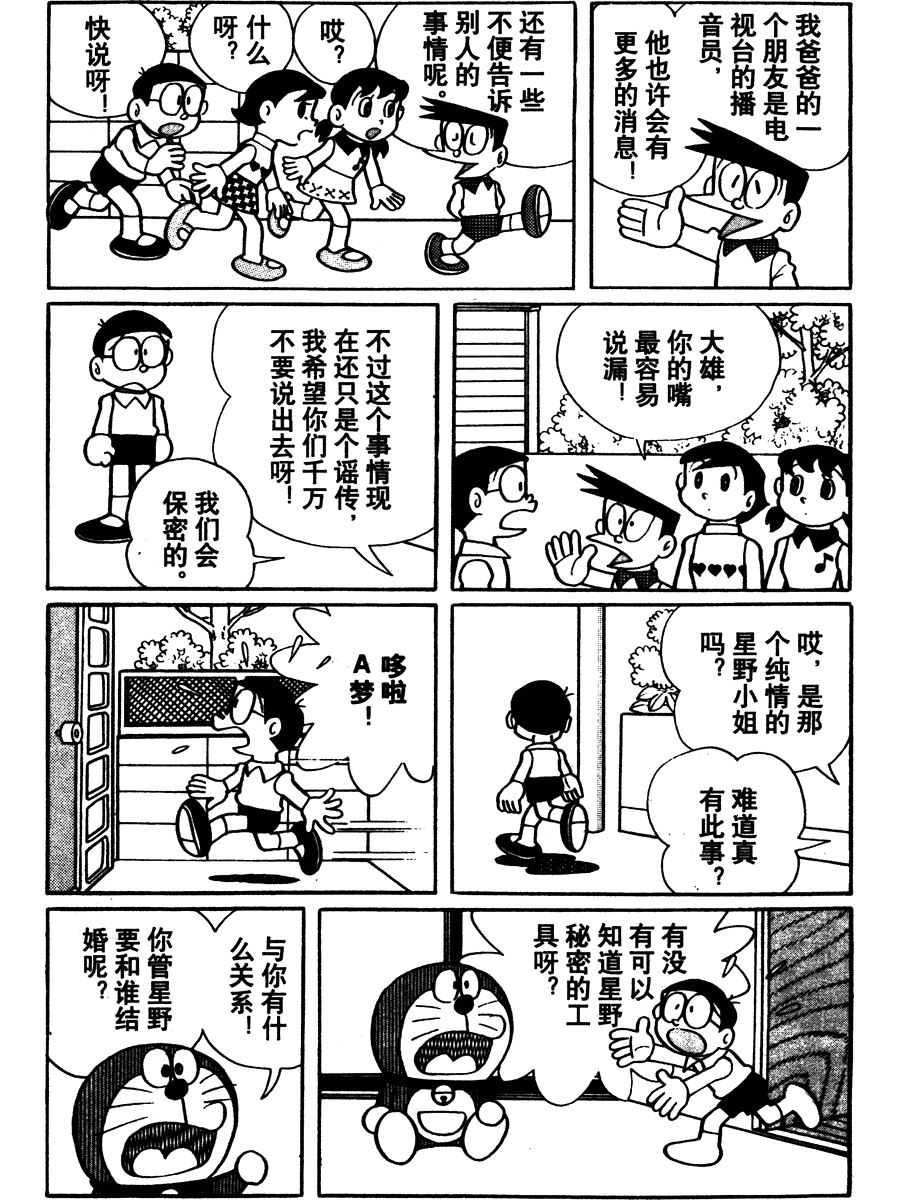 我爸爸的一
个朋友是电
视台的播
音员，
他也许会有
更多的消息！
还有一些
不便告诉
别人的
事情呢。
哎？
什么
呀？
快说呀！
大雄，
你的嘴
最容易
说漏！
不过这个事情现
在还只是个谣传，
我希望你们千万
不要说出去呀！
我们会
保密的。
哎，是那
个纯情的
星野小姐
吗？
难道真
有此事？
哆啦
A梦！
有没
有可以
知道星野
秘密的工
具呀？
与你有什
么关系！
你管星野
要和谁结
婚呢？